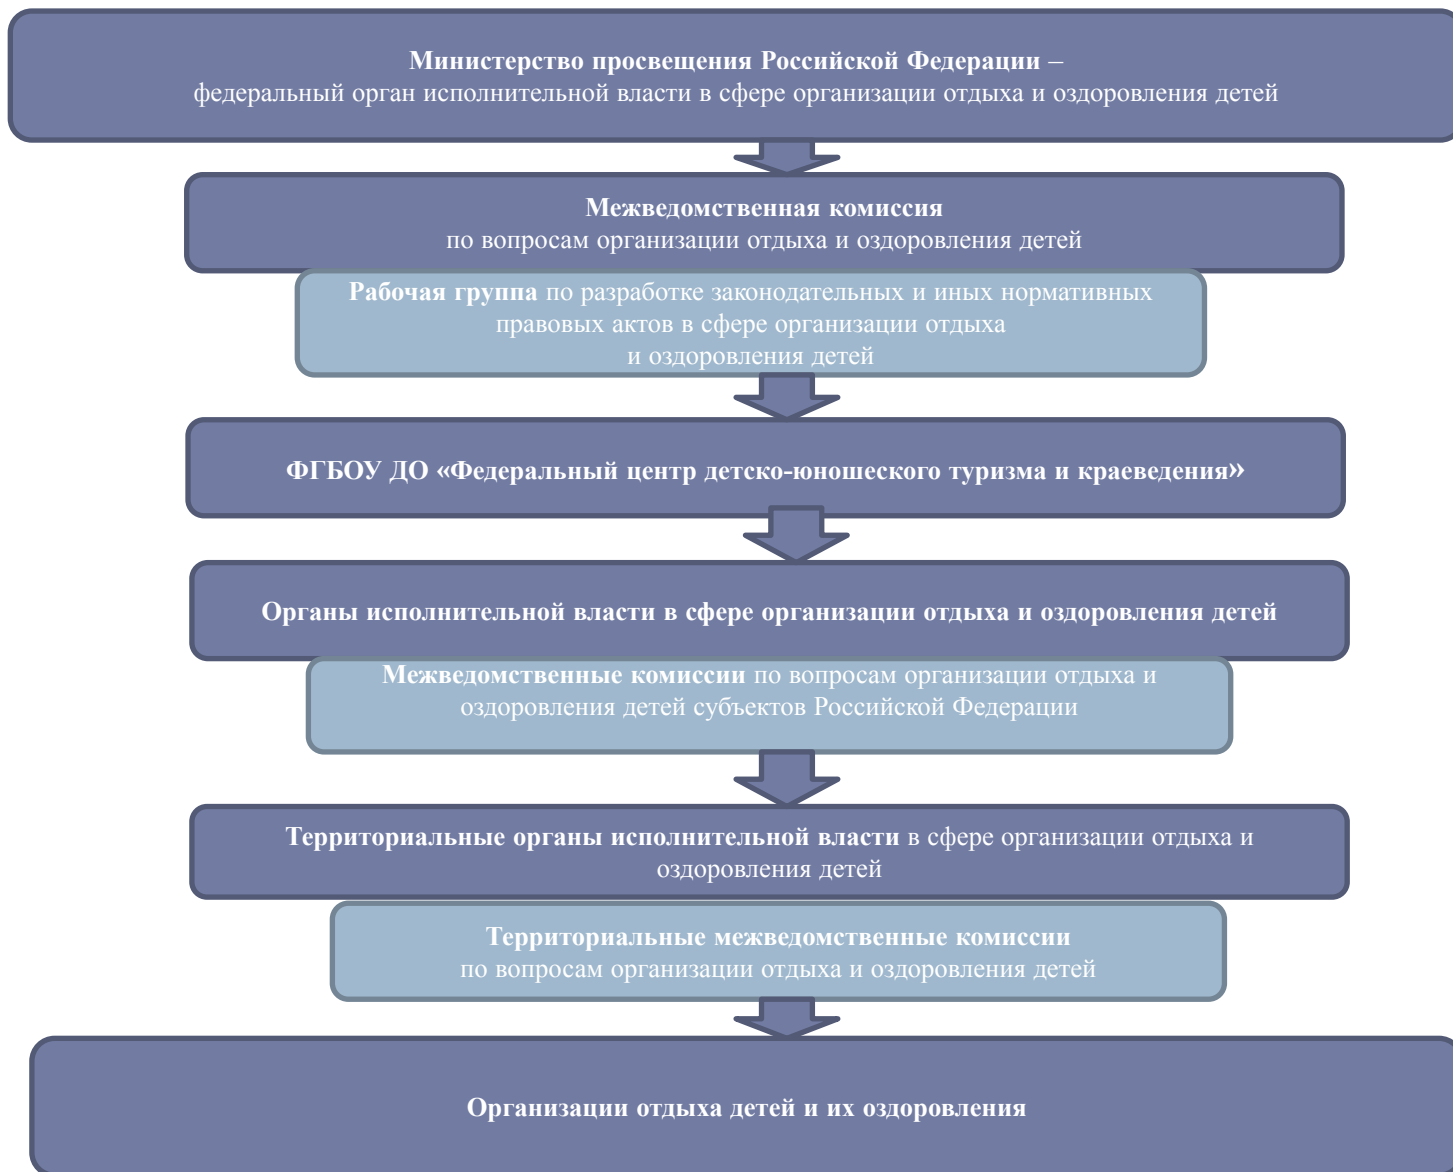 Министерство просвещения Российской Федерации –
федеральный орган исполнительной власти в сфере организации отдыха и оздоровления детей
Межведомственная комиссия
по вопросам организации отдыха и оздоровления детей
Рабочая группа по разработке законодательных и иных нормативных
правовых актов в сфере организации отдыха
и оздоровления детей
ФГБОУ ДО «Федеральный центр детско-юношеского туризма и краеведения»
Органы исполнительной власти в сфере организации отдыха и оздоровления детей
Межведомственные комиссии по вопросам организации отдыха и
оздоровления детей субъектов Российской Федерации
Территориальные органы исполнительной власти в сфере организации отдыха и
оздоровления детей
Территориальные межведомственные комиссии
по вопросам организации отдыха и оздоровления детей
Организации отдыха детей и их оздоровления